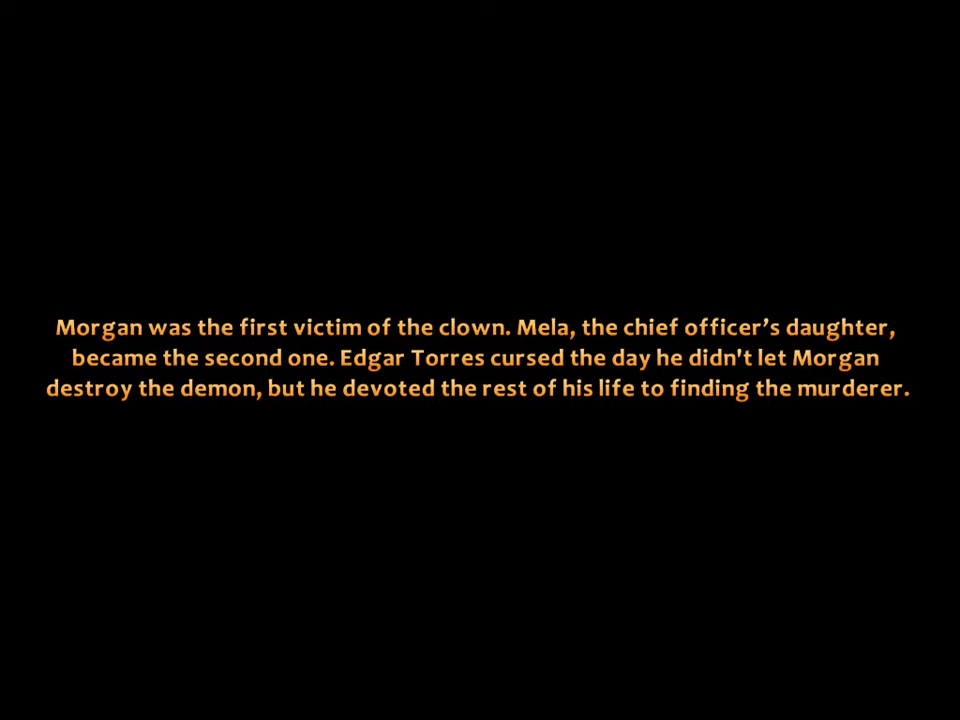 Morgan was the first victim of the clown. Mela, the chief officer’s daughter,
became the second one. Edgar Torres cursed the day he didn't let Morgan
destroy the demon, but he devoted the rest of his life to finding the murderer.